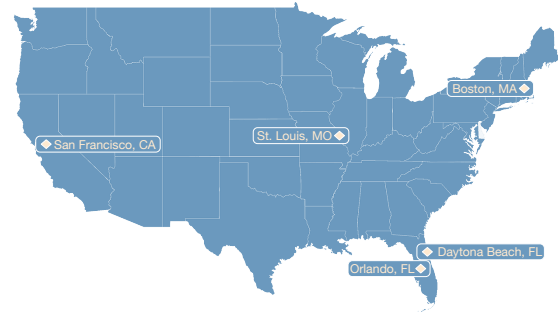 Boston, MA
St. Louis, MO
San Francisco, CA
Daytona Beach, FL
Orlando, FL